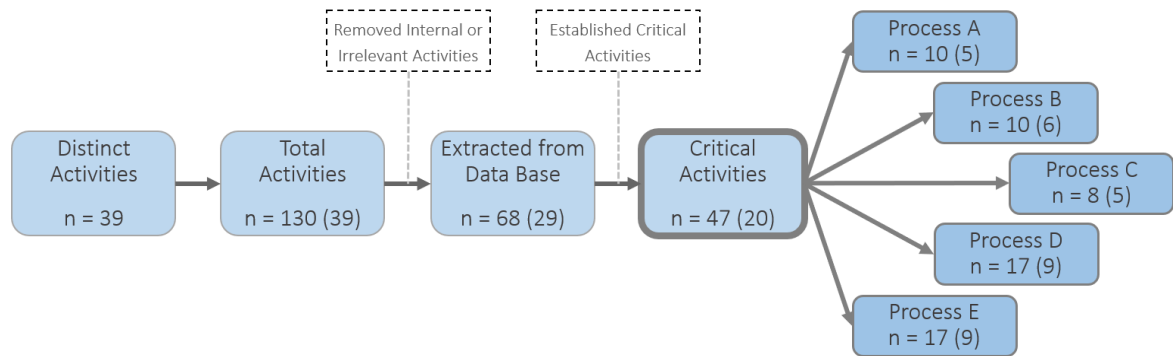 Removed Internal or
Irrelevant Activities
Established Critical
Activities
Distinct
Activities
n = 39
Total
Activities
n = 130 (39)
Extracted from
Data Base
n = 68 (29)
Critical
Activities
n = 47 (20)
Process A
n = 10 (5)
Process B
n = 10 (6)
Process C
n = 8 (5)
Process D
n = 17 (9)
Process E
n = 17 (9)